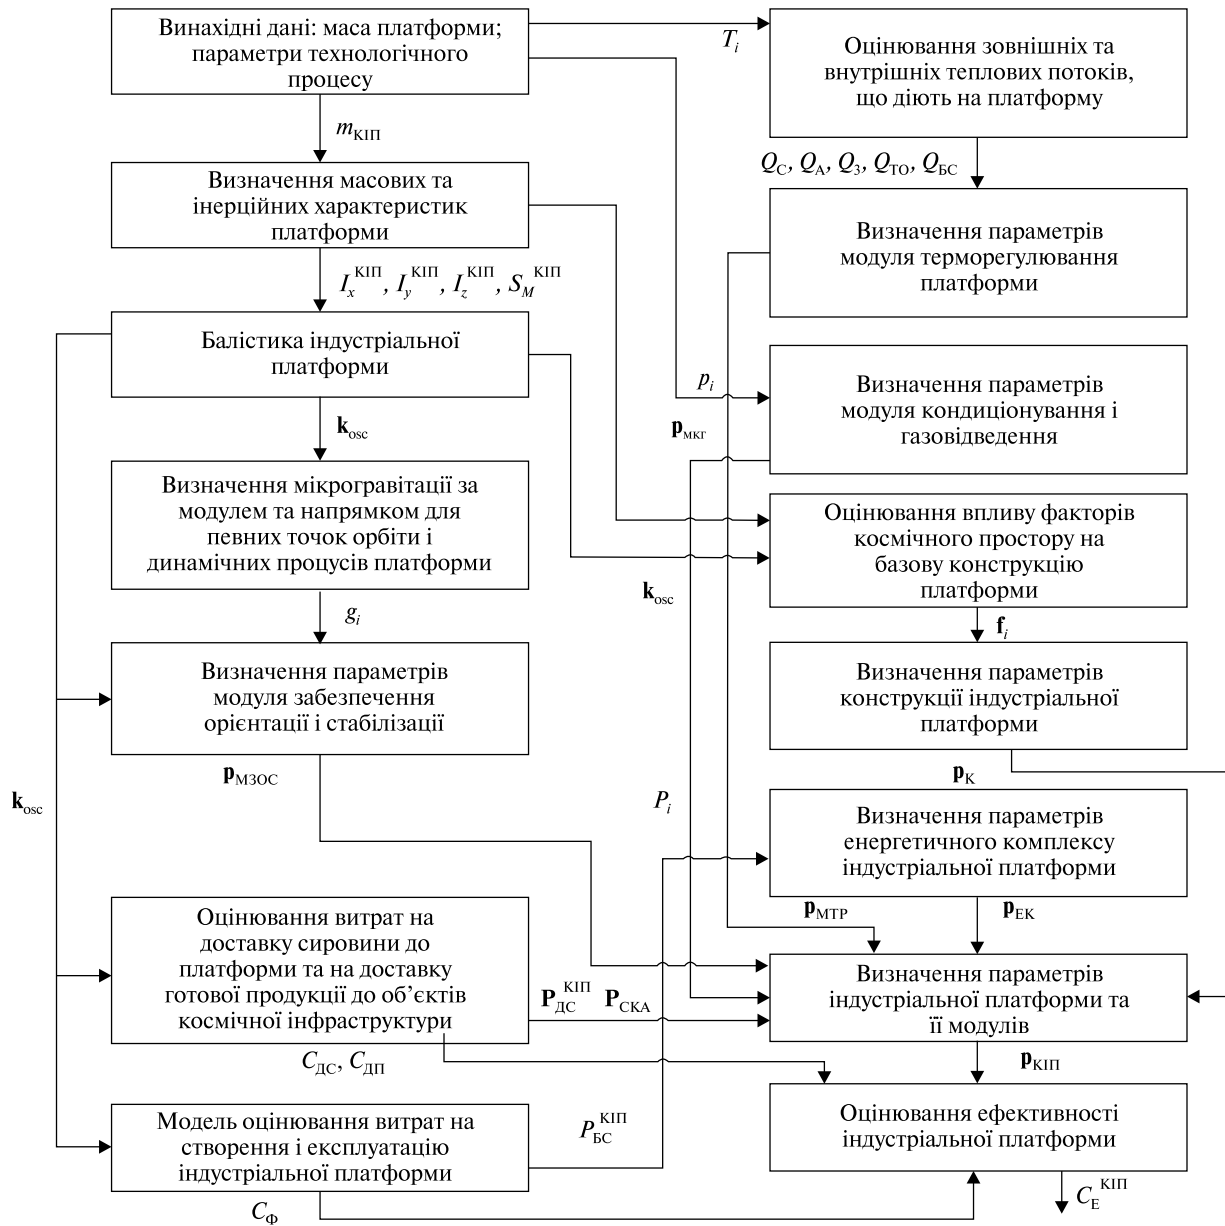 Винахідні дані: маса платформи;
параметри технологічного
процесу
T_i
Оцінювання зовнішніх та
внутрішніх теплових потоків,
що діють на платформу
m_КІП
Q_С, Q_А, Q_З, Q_ТО, Q_БС
Визначення масових та
інерційних характеристик
платформи
Визначення параметрів
модуля терморегулювання
платформи
I_x^КІП, I_y^КІП, I_z^КІП, S_M^КІП
Балістика індустріальної
платформи
p_i
Визначення параметрів
модуля кондиціонування і
газовідведення
k_osc
p_мкг
Визначення мікрогравітації за
модулем та напрямком для
певних точок орбіти і
динамічних процусів платформи
Оцінювання впливу факторів
космічного простору на
базову конструкцію
платформи
k_osc
g_i
f_i
Визначення параметрів
модуля забезпечення
орієнтації і стабілізації
Визначення параметрів
конструкції індустріальної
платформи
p_МЗОС
p_К
k_osc
P_i
Визначення параметрів
енергетичного комплексу
індустріальної платформи
p_МТР
p_ЕК
Оцінювання витрат на
доставку сировини до
платформи та на доставку
готової продукції до об’єктів
космічної інфраструктури
P_ДС^КІП P_СКА
Визначення параметрів
індустріальної платформи та
її модулів
C_ДС, C_ДП
p_КІП
Модель оцінювання витрат на
створення і експлуатацію
індустріальної платформи
P_БС^КІП
Оцінювання ефективності
індустріальної платформи
C_Ф
C_Е^КІП